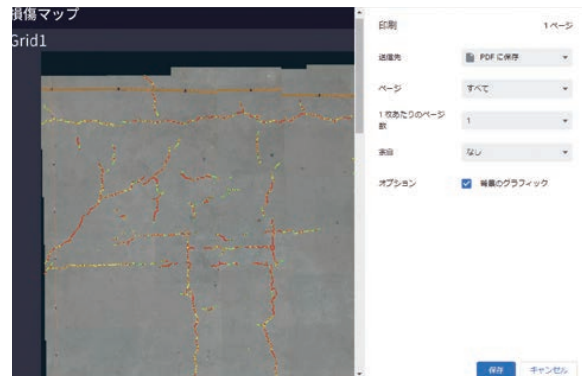 損傷マップ
Grid1
印刷
1 ページ
送信先
PDF に保存
ページ
すべて
1 枚あたりのページ
数
1
余白
なし
オプション
背景のグラフィック
保存
キャンセル